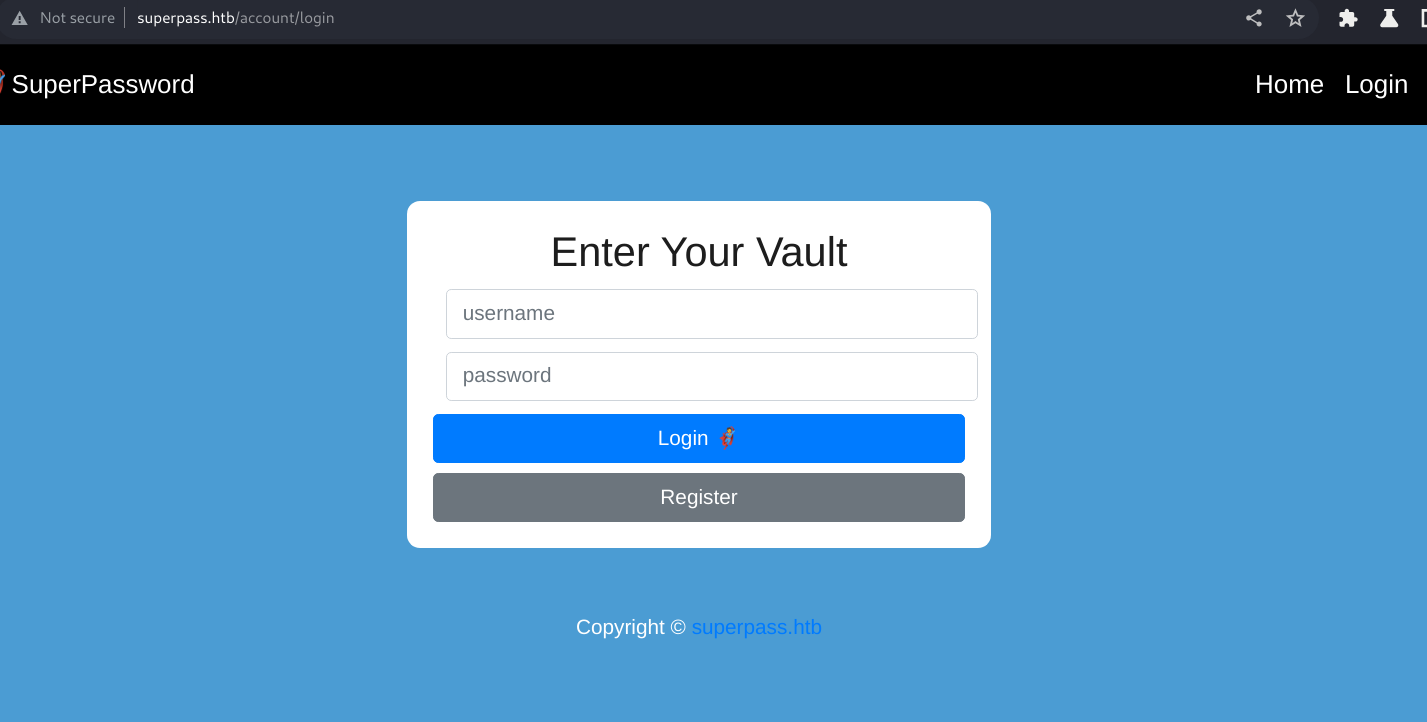 Not secure superpass.htb/account/login
SuperPassword Home Login
Enter Your Vault
username
password
Login
Register
Copyright © superpass.htb